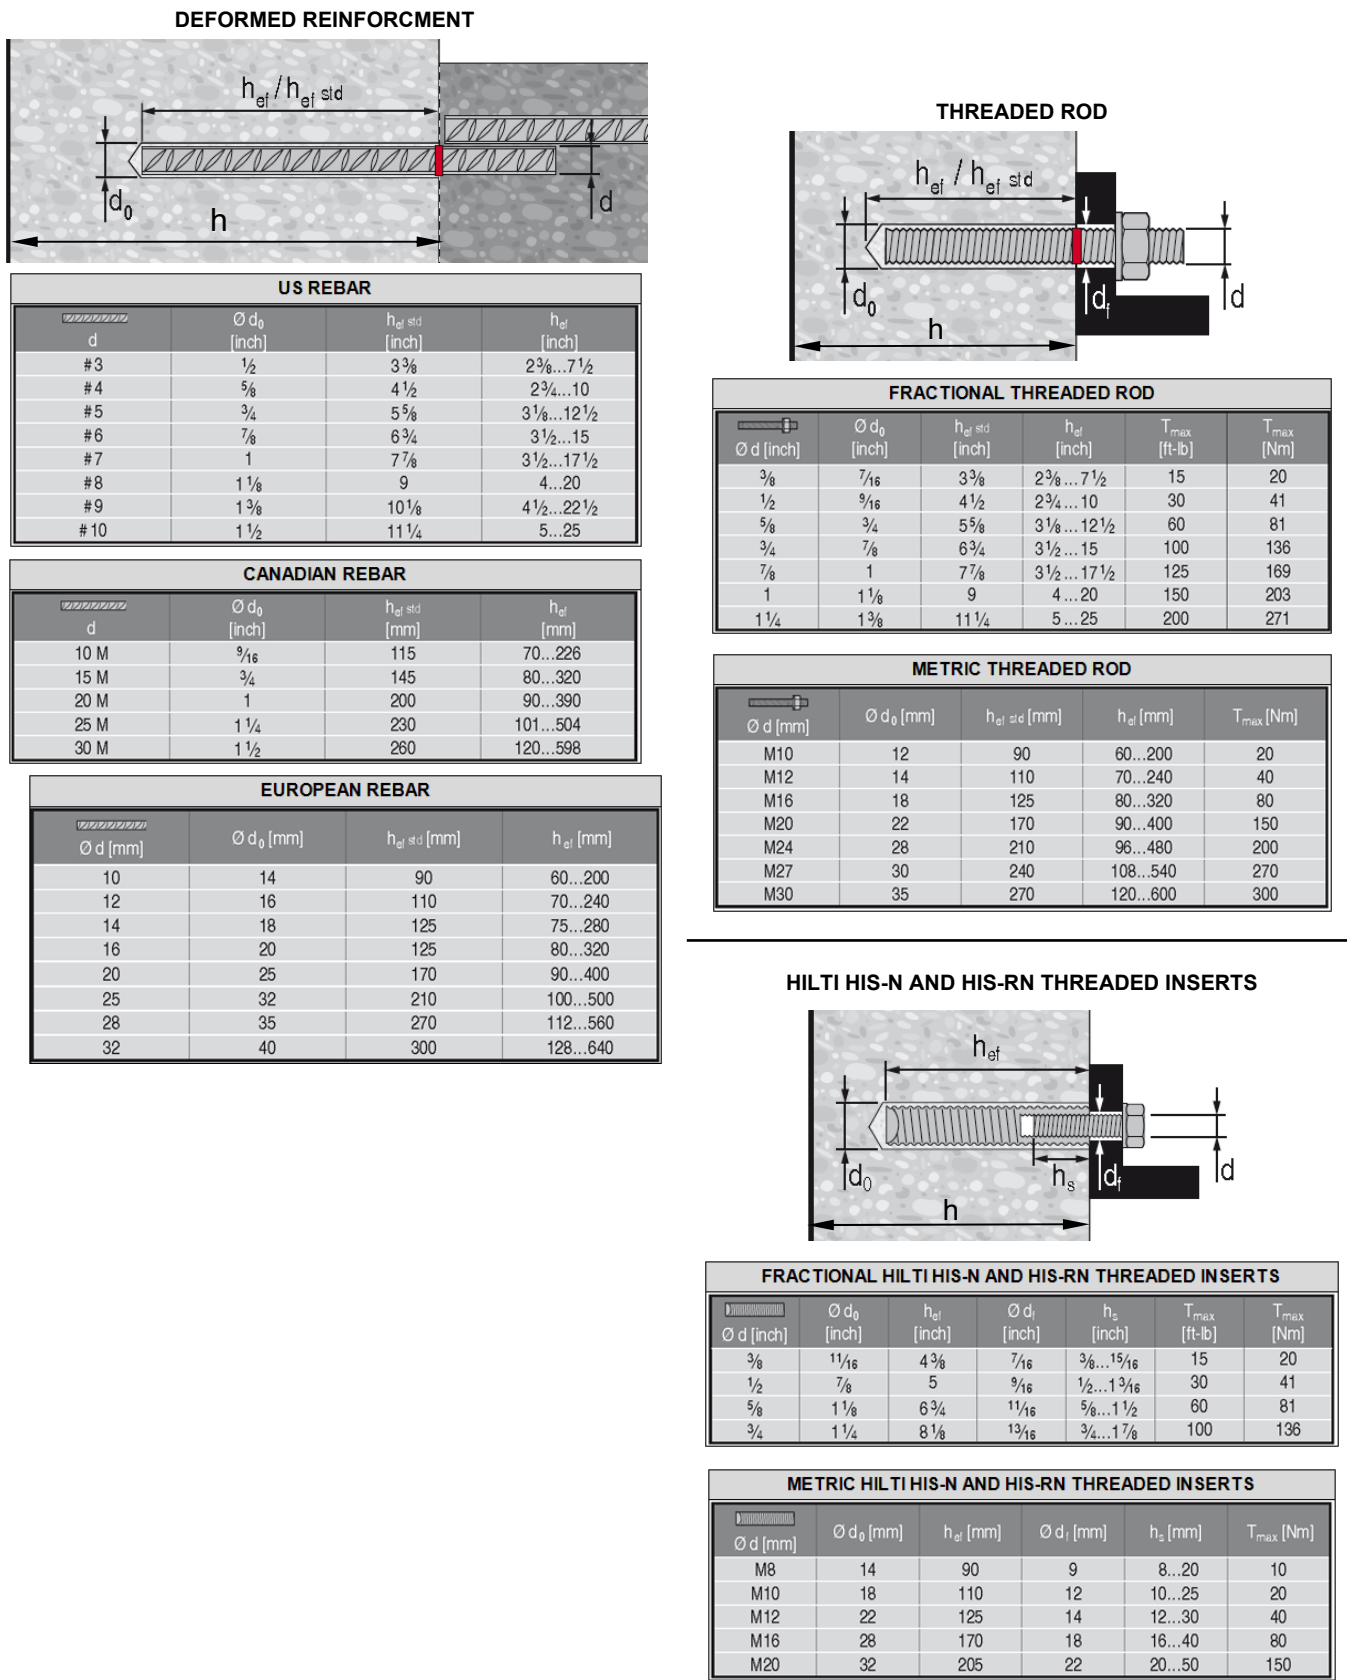 DEFORMED REINFORCMENT
hef / hef std
d0
d
h
US REBAR
d | Ø d0 [inch] | hef std [inch] | hef [inch]
#3 | ½ | 3⅜ | 2⅜...7½
#4 | ⅝ | 4½ | 2¾...10
#5 | ¾ | 5⅝ | 3⅛...12½
#6 | ⅞ | 6¾ | 3½...15
#7 | 1 | 7⅞ | 3½...17½
#8 | 1⅛ | 9 | 4...20
#9 | 1⅜ | 10⅛ | 4½...22½
#10 | 1½ | 11¼ | 5...25
CANADIAN REBAR
d | Ø d0 [inch] | hef std [mm] | hef [mm]
10 M | 9/16 | 115 | 70...226
15 M | ¾ | 145 | 80...320
20 M | 1 | 200 | 90...390
25 M | 1¼ | 230 | 101...504
30 M | 1½ | 260 | 120...598
EUROPEAN REBAR
Ø d [mm] | Ø d0 [mm] | hef std [mm] | hef [mm]
10 | 14 | 90 | 60...200
12 | 16 | 110 | 70...240
14 | 18 | 125 | 75...280
16 | 20 | 125 | 80...320
20 | 25 | 170 | 90...400
25 | 32 | 210 | 100...500
28 | 35 | 270 | 112...560
32 | 40 | 300 | 128...640
THREADED ROD
hef / hef std
d0
df
d
h
FRACTIONAL THREADED ROD
Ø d [inch] | Ø d0 [inch] | hef std [inch] | hef [inch] | Tmax [ft-lb] | Tmax [Nm]
⅜ | 7/16 | 3⅜ | 2⅜...7½ | 15 | 20
½ | 9/16 | 4½ | 2¾...10 | 30 | 41
⅝ | ¾ | 5⅝ | 3⅛...12½ | 60 | 81
¾ | ⅞ | 6¾ | 3½...15 | 100 | 136
⅞ | 1 | 7⅞ | 3½...17½ | 125 | 169
1 | 1⅛ | 9 | 4...20 | 150 | 203
1¼ | 1⅜ | 11¼ | 5...25 | 200 | 271
METRIC THREADED ROD
Ø d [mm] | Ø d0 [mm] | hef std [mm] | hef [mm] | Tmax [Nm]
M10 | 12 | 90 | 60...200 | 20
M12 | 14 | 110 | 70...240 | 40
M16 | 18 | 125 | 80...320 | 80
M20 | 22 | 170 | 90...400 | 150
M24 | 28 | 210 | 96...480 | 200
M27 | 30 | 240 | 108...540 | 270
M30 | 35 | 270 | 120...600 | 300
HILTI HIS-N AND HIS-RN THREADED INSERTS
hef
d0
hs
df
d
h
FRACTIONAL HILTI HIS-N AND HIS-RN THREADED INSERTS
Ø d [inch] | Ø d0 [inch] | hef [inch] | Ø df [inch] | hs [inch] | Tmax [ft-lb] | Tmax [Nm]
⅜ | 11/16 | 4⅜ | 7/16 | ⅜...15/16 | 15 | 20
½ | ⅞ | 5 | 9/16 | ½...1 3/16 | 30 | 41
⅝ | 1⅛ | 6¾ | 11/16 | ⅝...1½ | 60 | 81
¾ | 1¼ | 8⅛ | 13/16 | ¾...1⅞ | 100 | 136
METRIC HILTI HIS-N AND HIS-RN THREADED INSERTS
Ø d [mm] | Ø d0 [mm] | hef [mm] | Ø df [mm] | hs [mm] | Tmax [Nm]
M8 | 14 | 90 | 9 | 8...20 | 10
M10 | 18 | 110 | 12 | 10...25 | 20
M12 | 22 | 125 | 14 | 12...30 | 40
M16 | 28 | 170 | 18 | 16...40 | 80
M20 | 32 | 205 | 22 | 20...50 | 150